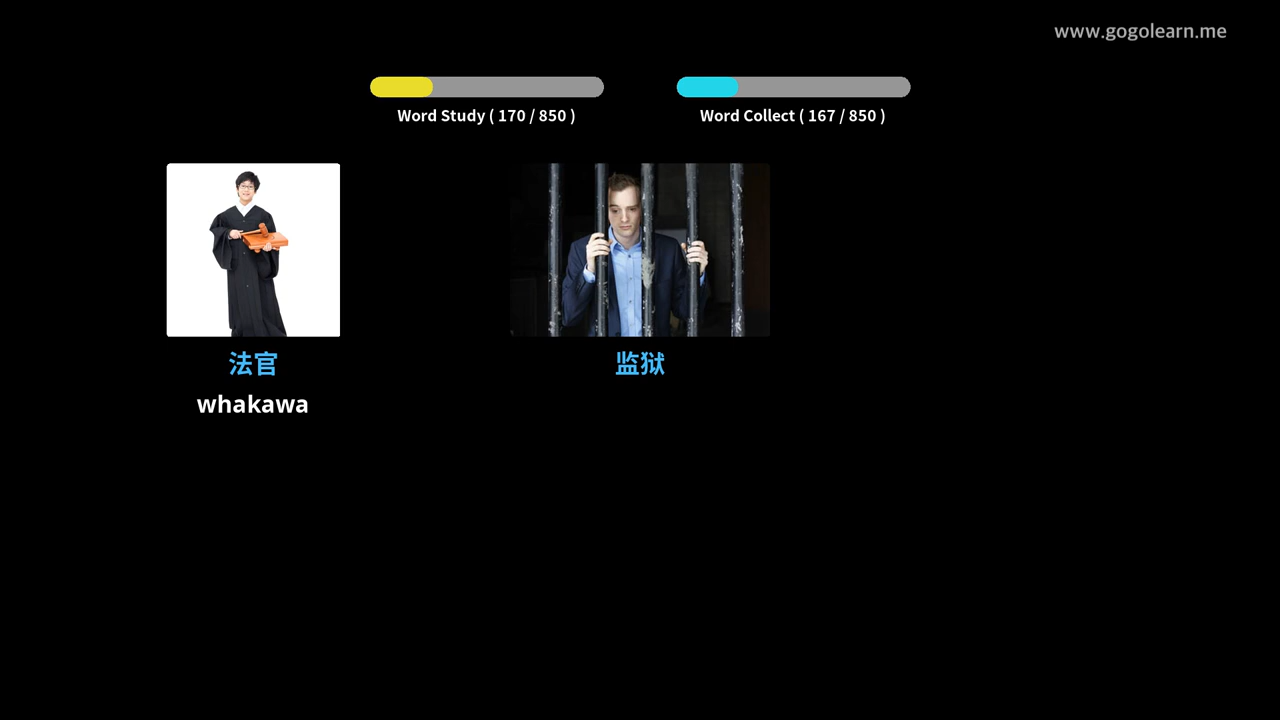 www.gogolearn.me
Word Study ( 170 / 850 )
Word Collect ( 167 / 850 )
法官
监狱
whakawa